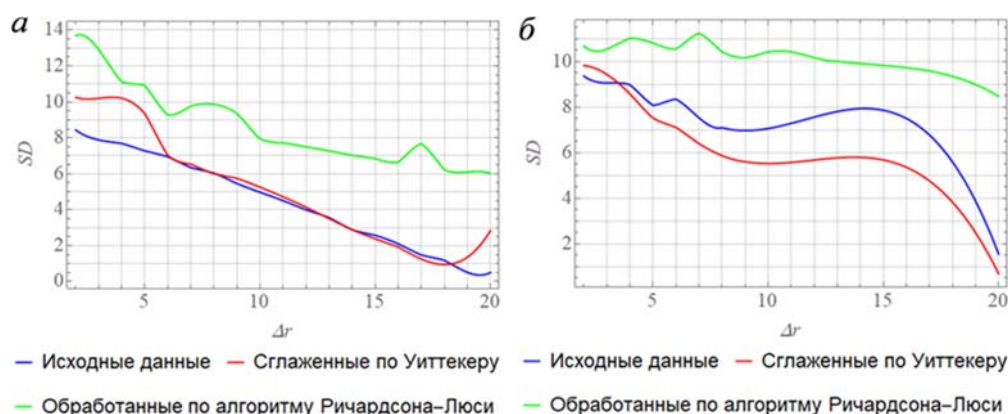 а
14
12
10
8
6
4
2
0
SD
5
10
15
20
Δr
— Исходные данные — Сглаженные по Уиттекеру
— Обработанные по алгоритму Ричардсона–Люси
б
10
8
6
4
2
SD
5
10
15
20
Δr
— Исходные данные — Сглаженные по Уиттекеру
— Обработанные по алгоритму Ричардсона–Люси